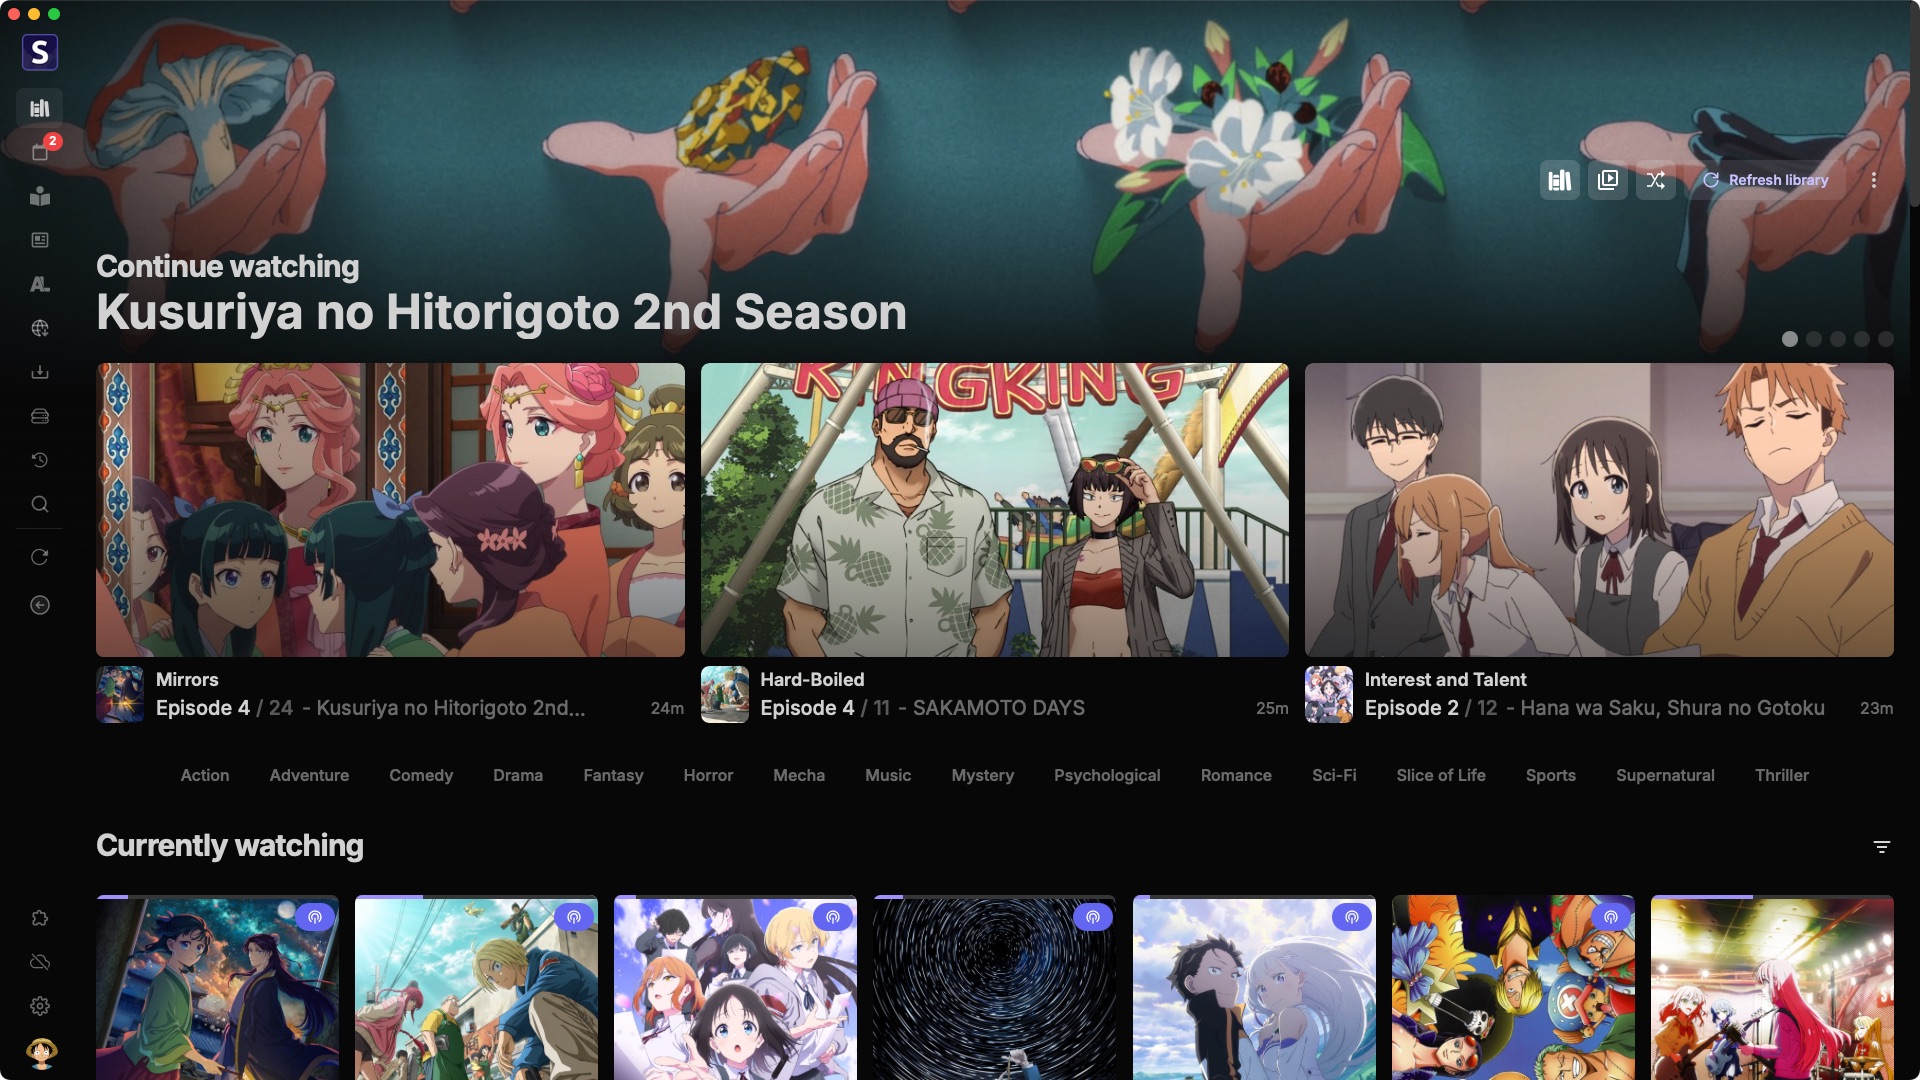 S
2
Refresh library
Continue watching
Kusuriya no Hitorigoto 2nd Season
KINGKING
Mirrors
Episode 4 / 24 - Kusuriya no Hitorigoto 2nd...
24m
Hard-Boiled
Episode 4 / 11 - SAKAMOTO DAYS
25m
Interest and Talent
Episode 2 / 12 - Hana wa Saku, Shura no Gotoku
23m
Action Adventure Comedy Drama Fantasy Horror Mecha Music Mystery Psychological Romance Sci-Fi Slice of Life Sports Supernatural Thriller
Currently watching